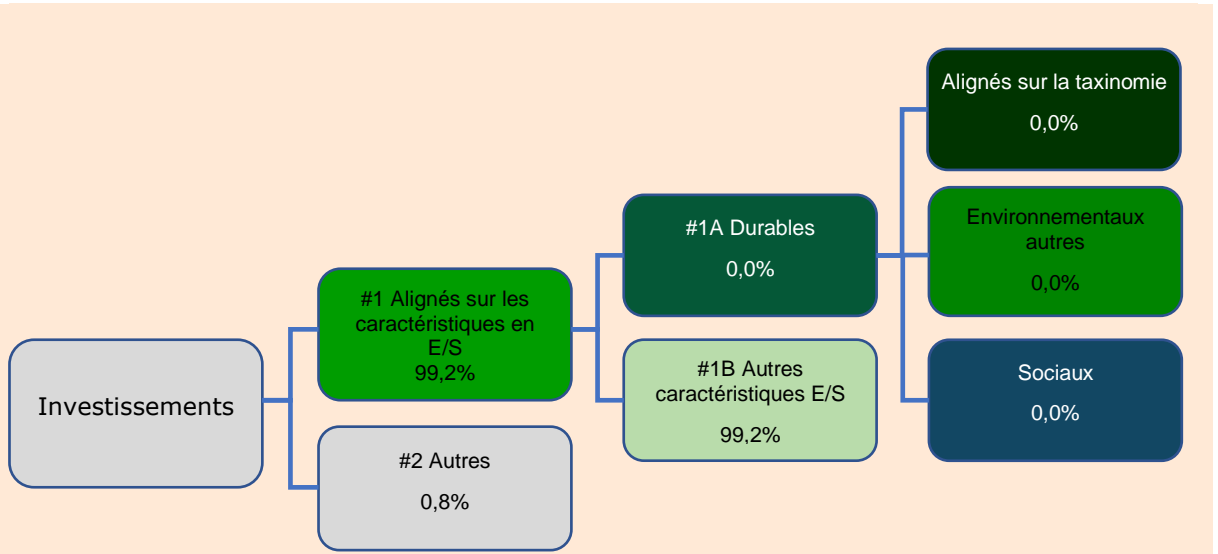 Investissements
#1 Alignés sur les
caractéristiques en
E/S
99,2%
#2 Autres
0,8%
#1A Durables
0,0%
#1B Autres
caractéristiques E/S
99,2%
Alignés sur la taxinomie
0,0%
Environnementaux
autres
0,0%
Sociaux
0,0%